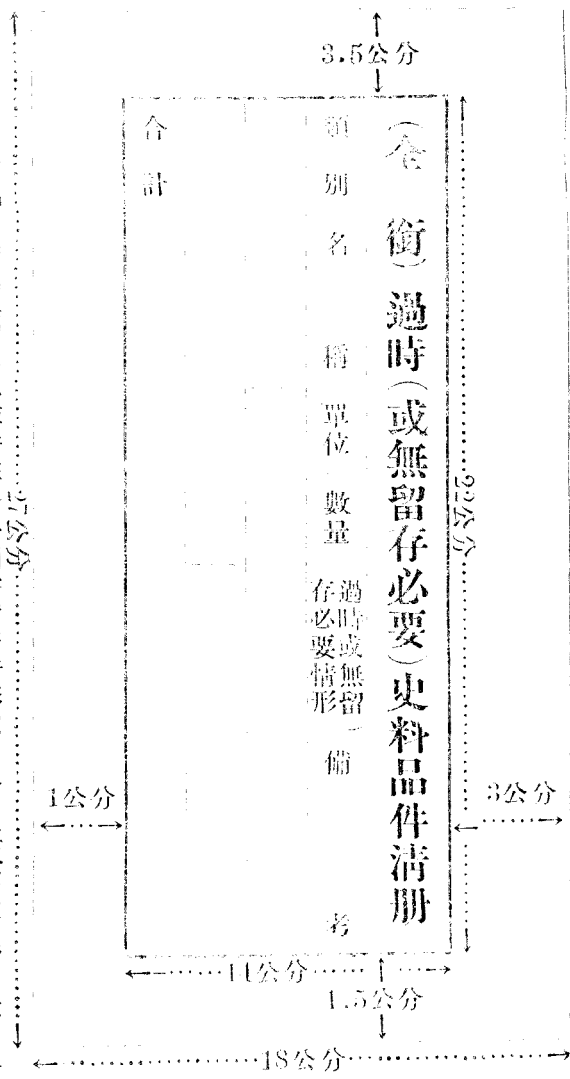 3.5公分
(全　銜)過時(或無留存必要)史料品件清册
類別
名稱
單位
數量
過時或無留
存必要情形
備考
合計
22公分
27公分
1公分
3公分
11公分
1.5公分
18公分